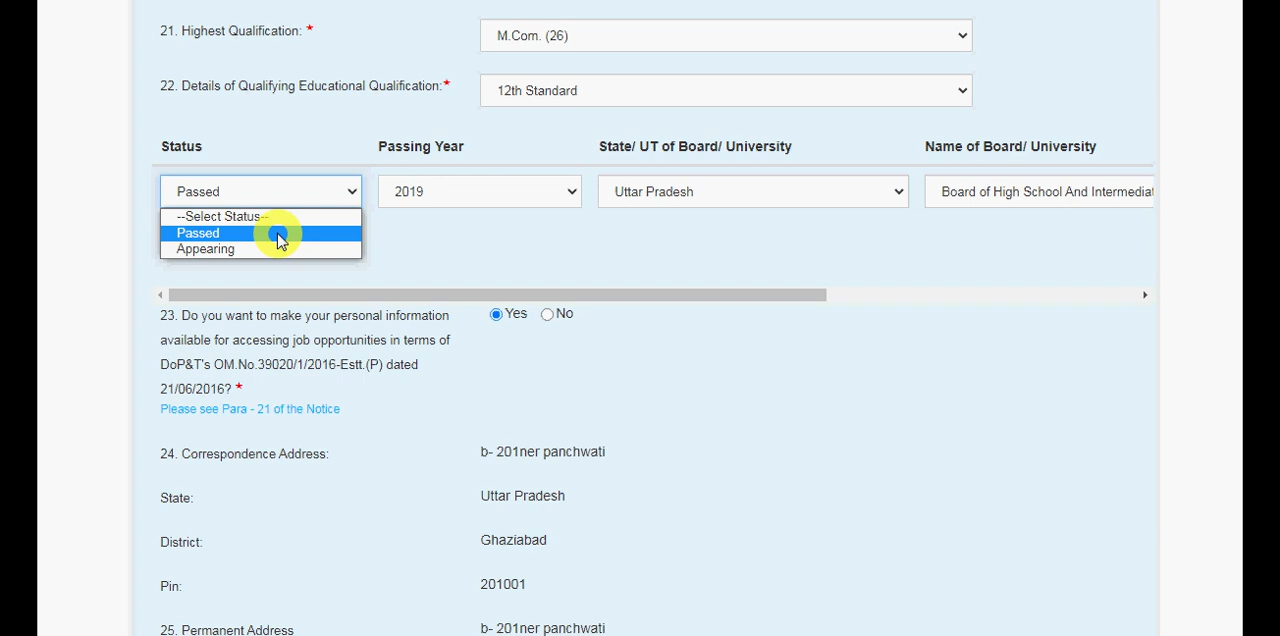 21. Highest Qualification: *
M.Com. (26)
22. Details of Qualifying Educational Qualification:*
12th Standard
Status Passing Year State/ UT of Board/ University Name of Board/ University
Passed 2019 Uttar Pradesh Board of High School And Intermediat
--Select Status--
Passed
Appearing
23. Do you want to make your personal information
available for accessing job opportunities in terms of
DoP&T's OM.No.39020/1/2016-Estt.(P) dated
21/06/2016? *
Yes No
Please see Para - 21 of the Notice
24. Correspondence Address: b- 201ner panchwati
State: Uttar Pradesh
District: Ghaziabad
Pin: 201001
25. Permanent Address b- 201ner panchwati